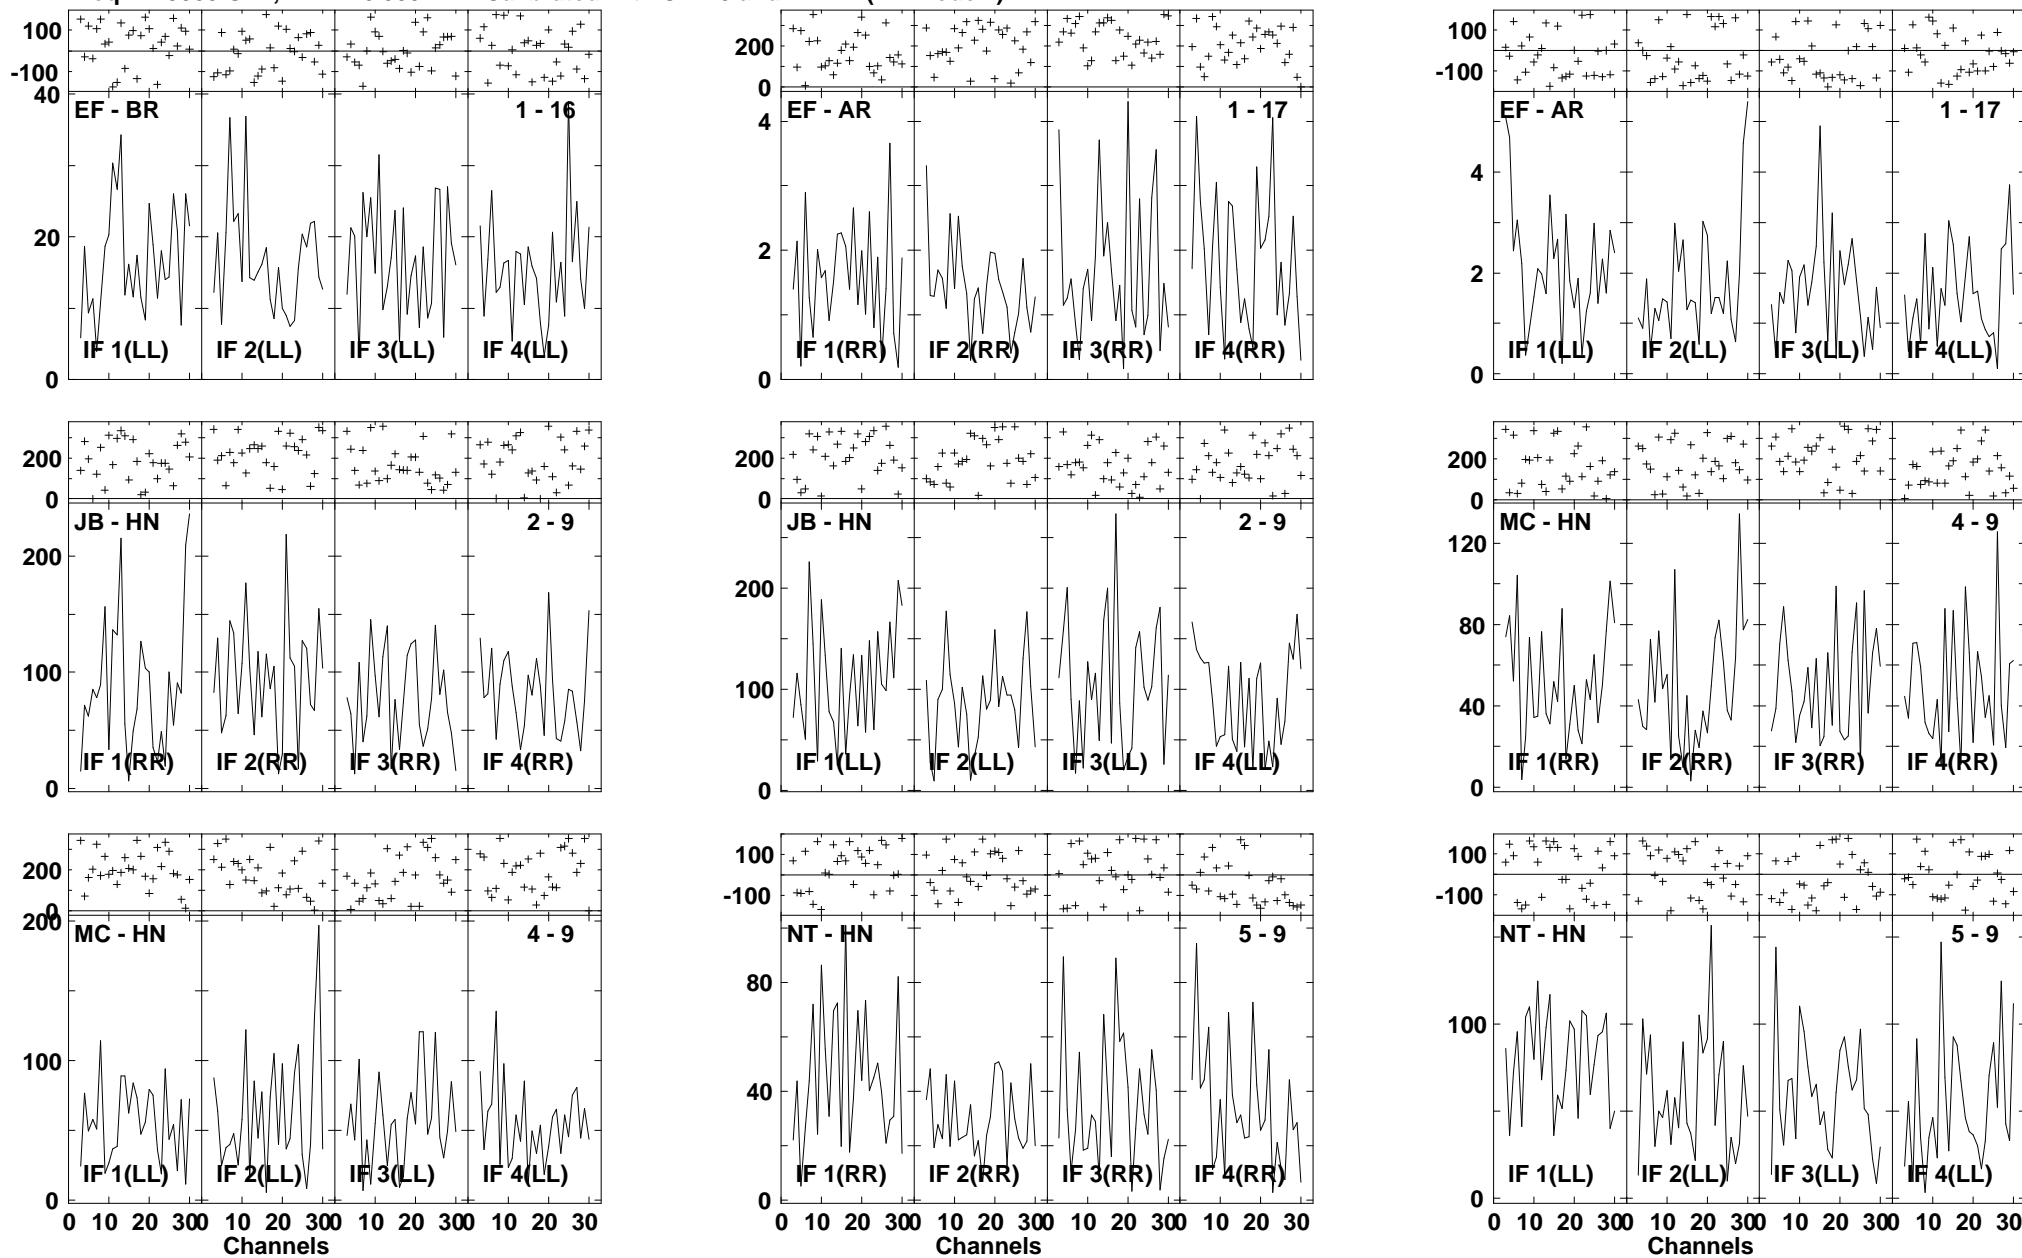 100
-100
40
20
0
EF - BR
1 - 16
IF 1(LL)
IF 2(LL)
IF 3(LL)
IF 4(LL)
200
0
4
2
0
EF - AR
1 - 17
IF 1(RR)
IF 2(RR)
IF 3(RR)
IF 4(RR)
100
-100
4
2
0
EF - AR
1 - 17
IF 1(LL)
IF 2(LL)
IF 3(LL)
IF 4(LL)
200
0
200
100
0
JB - HN
2 - 9
IF 1(RR)
IF 2(RR)
IF 3(RR)
IF 4(RR)
200
0
200
100
0
JB - HN
2 - 9
IF 1(LL)
IF 2(LL)
IF 3(LL)
IF 4(LL)
200
0
120
80
40
0
MC - HN
4 - 9
IF 1(RR)
IF 2(RR)
IF 3(RR)
IF 4(RR)
200
0
200
100
0
MC - HN
4 - 9
IF 1(LL)
IF 2(LL)
IF 3(LL)
IF 4(LL)
0 10 20 30 0 10 20 30 0 10 20 30 0 10 20 30
Channels
100
-100
80
40
0
NT - HN
5 - 9
IF 1(RR)
IF 2(RR)
IF 3(RR)
IF 4(RR)
0 10 20 30 0 10 20 30 0 10 20 30 0 10 20 30
Channels
100
-100
100
0
NT - HN
5 - 9
IF 1(LL)
IF 2(LL)
IF 3(LL)
IF 4(LL)
0 10 20 30 0 10 20 30 0 10 20 30 0 10 20 30
Channels